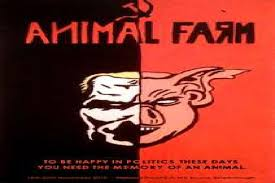 ANIMAL FARM
TO BE HAPPY IN POLITICS THESE DAYS
YOU NEED THE MEMORY OF AN ANIMAL.